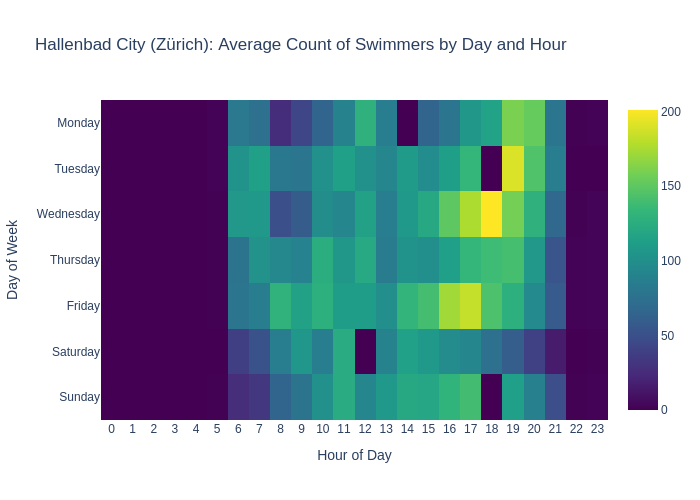 Hallenbad City (Zürich): Average Count of Swimmers by Day and Hour
Day of Week
Monday
Tuesday
Wednesday
Thursday
Friday
Saturday
Sunday
0 1 2 3 4 5 6 7 8 9 10 11 12 13 14 15 16 17 18 19 20 21 22 23
Hour of Day
200
150
100
50
0